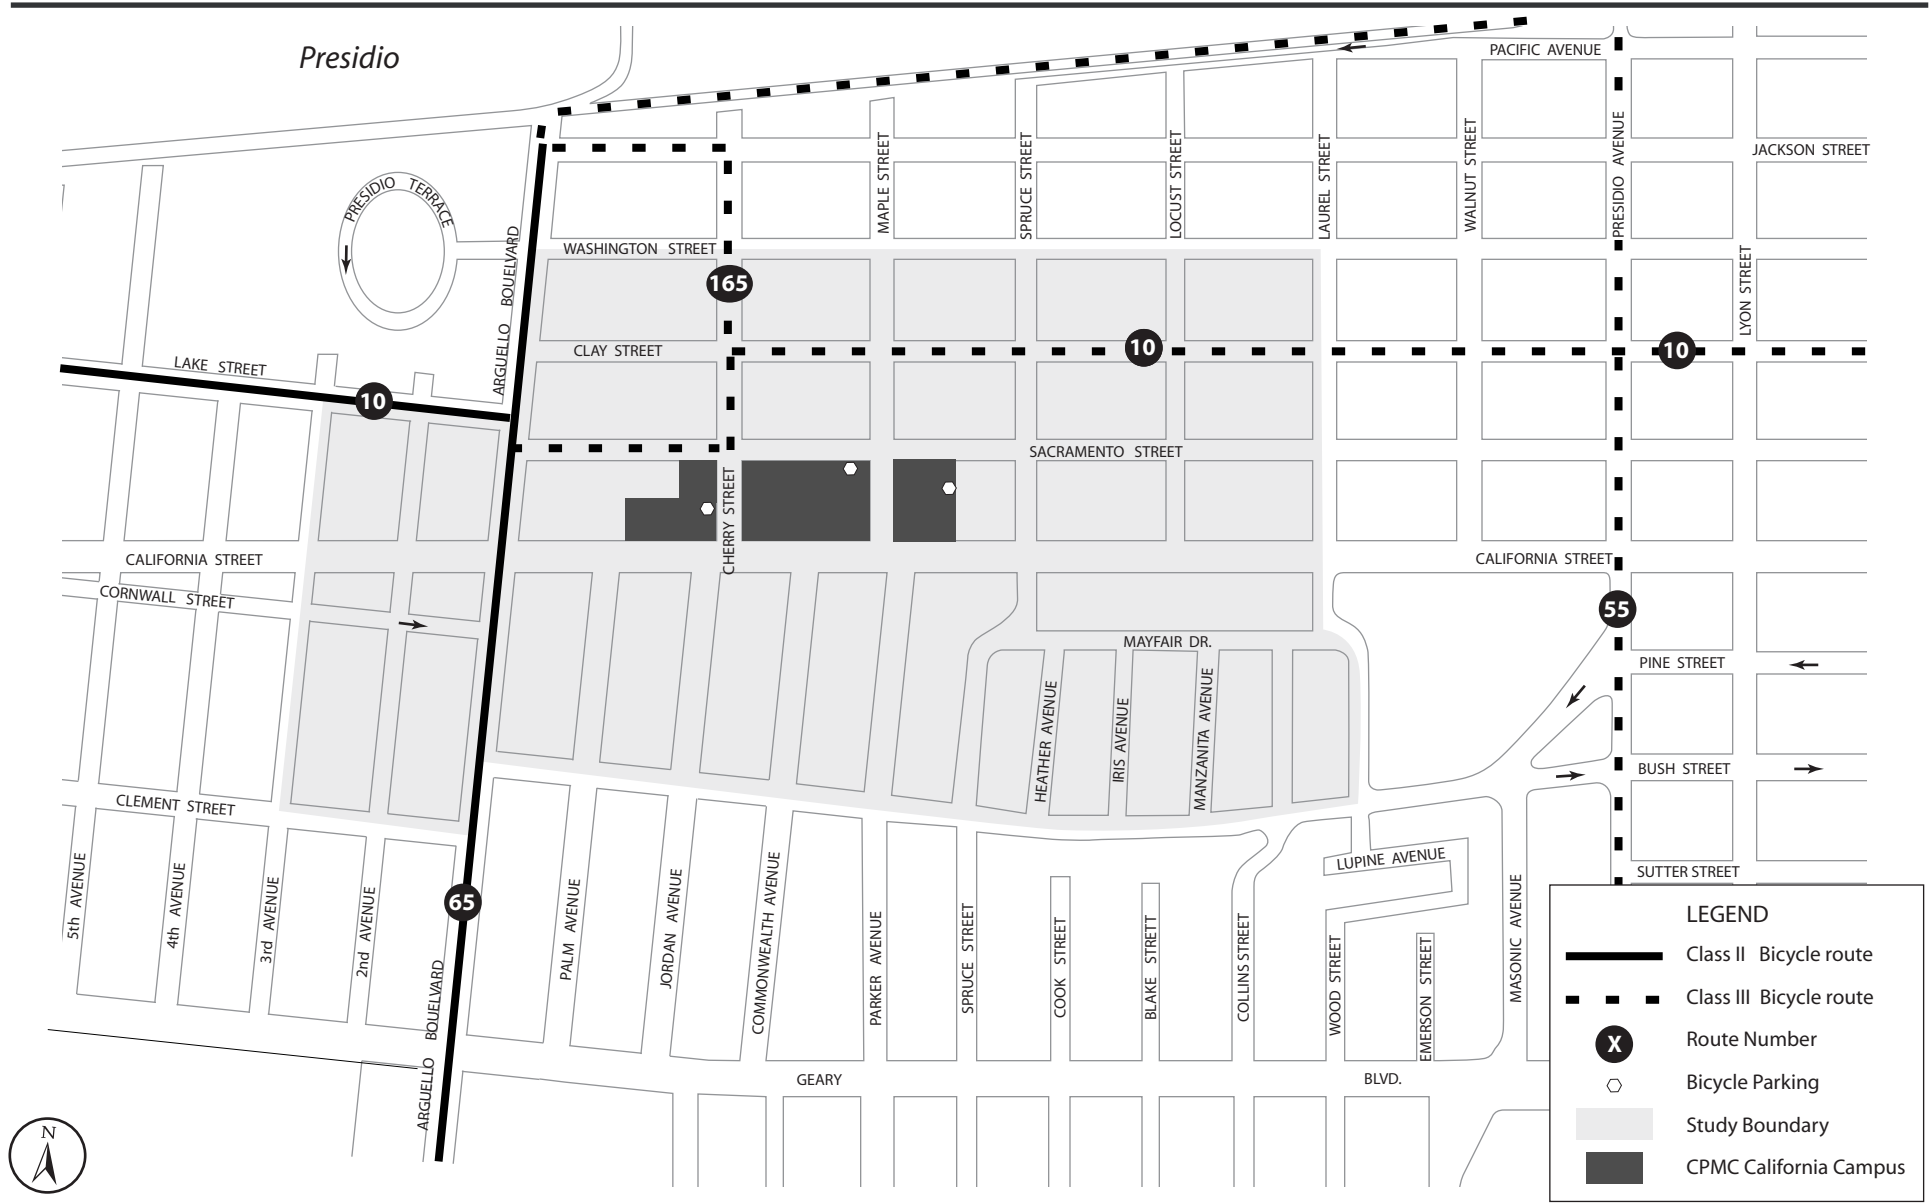 Presidio
PACIFIC AVENUE
JACKSON STREET
PRESIDIO TERRACE
MAPLE STREET
SPRUCE STREET
LOCUST STREET
LAUREL STREET
WALNUT STREET
PRESIDIO AVENUE
LYON STREET
ARGUELLO BOUELVARD
WASHINGTON STREET
165
CLAY STREET
10
10
LAKE STREET
10
SACRAMENTO STREET
CHERRY STREET
CALIFORNIA STREET
CALIFORNIA STREET
CORNWALL STREET
55
MAYFAIR DR.
PINE STREET
HEATHER AVENUE
IRIS AVENUE
MANZANITA AVENUE
BUSH STREET
CLEMENT STREET
LUPINE AVENUE
SUTTER STREET
65
5th AVENUE
4th AVENUE
3rd AVENUE
2nd AVENUE
ARGUELLO BOUELVARD
PALM AVENUE
JORDAN AVENUE
COMMONWEALTH AVENUE
PARKER AVENUE
SPRUCE STREET
COOK STREET
BLAKE STRETT
COLLINS STREET
WOOD STREET
EMERSON STREET
MASONIC AVENUE
GEARY BLVD.
LEGEND
Class II Bicycle route
Class III Bicycle route
X Route Number
Bicycle Parking
Study Boundary
CPMC California Campus
N